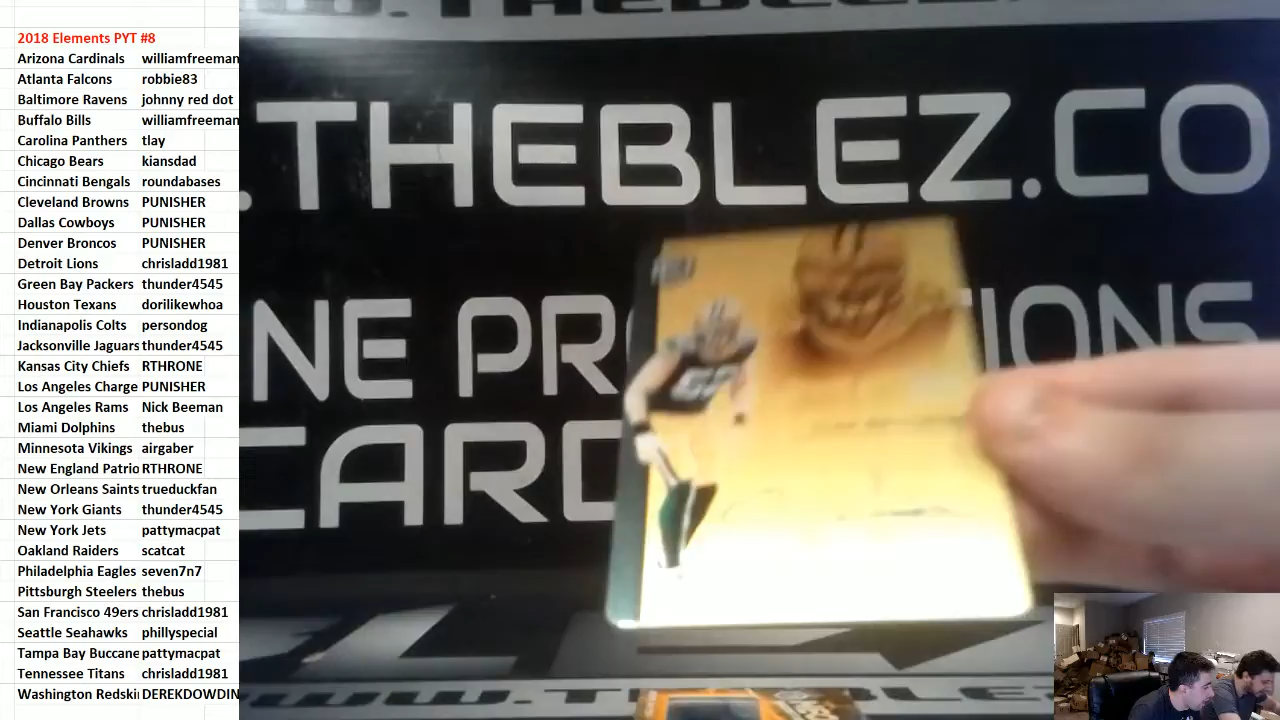 2018 Elements PYT #8
Arizona Cardinals williamfreeman
Atlanta Falcons robbie83
Baltimore Ravens johnny red dot
Buffalo Bills williamfreeman
Carolina Panthers tlay
Chicago Bears kiansdad
Cincinnati Bengals roundabases
Cleveland Browns PUNISHER
Dallas Cowboys PUNISHER
Denver Broncos PUNISHER
Detroit Lions chrisladd1981
Green Bay Packers thunder4545
Houston Texans dorilikewhoa
Indianapolis Colts persondog
Jacksonville Jaguars thunder4545
Kansas City Chiefs RTHRONE
Los Angeles Charge PUNISHER
Los Angeles Rams Nick Beeman
Miami Dolphins thebus
Minnesota Vikings airgaber
New England Patrio RTHRONE
New Orleans Saints trueduckfan
New York Giants thunder4545
New York Jets pattymacpat
Oakland Raiders scatcat
Philadelphia Eagles seven7n7
Pittsburgh Steelers thebus
San Francisco 49ers chrisladd1981
Seattle Seahawks phillyspecial
Tampa Bay Buccane pattymacpat
Tennessee Titans chrisladd1981
Washington Redski DEREKDOWDIN
.THEBLEZ.CO
NE PR IONS
CARD
www.THEBLEZ